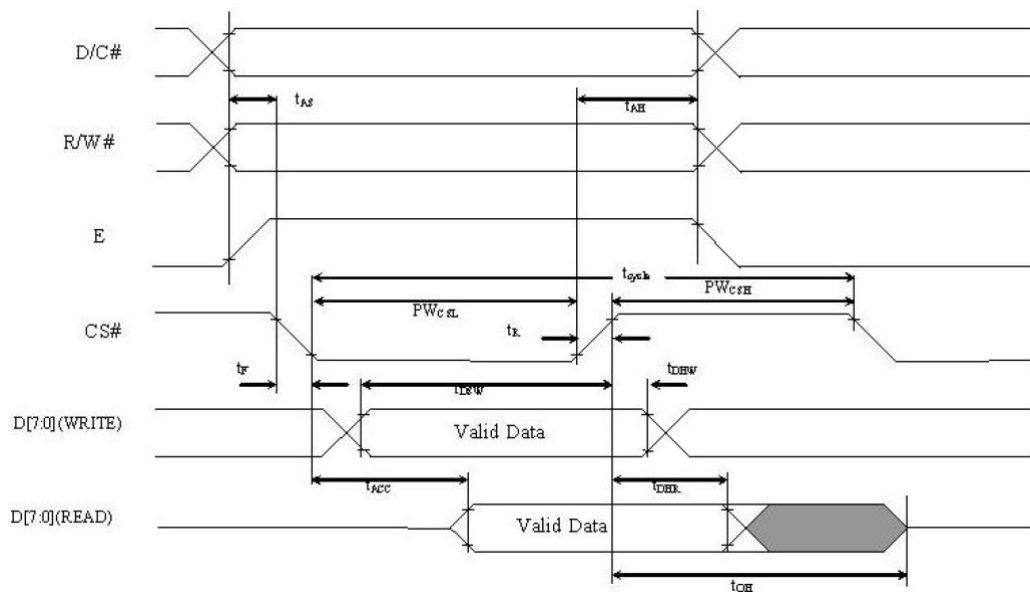 D/C#
tAS
tAH
R/W#
E
tcycle
PWCSH
PWCSL
CS#
tR
tF
tDSW
tDHW
D[7:0](WRITE)
Valid Data
tACC
tDHR
D[7:0](READ)
Valid Data
tOH